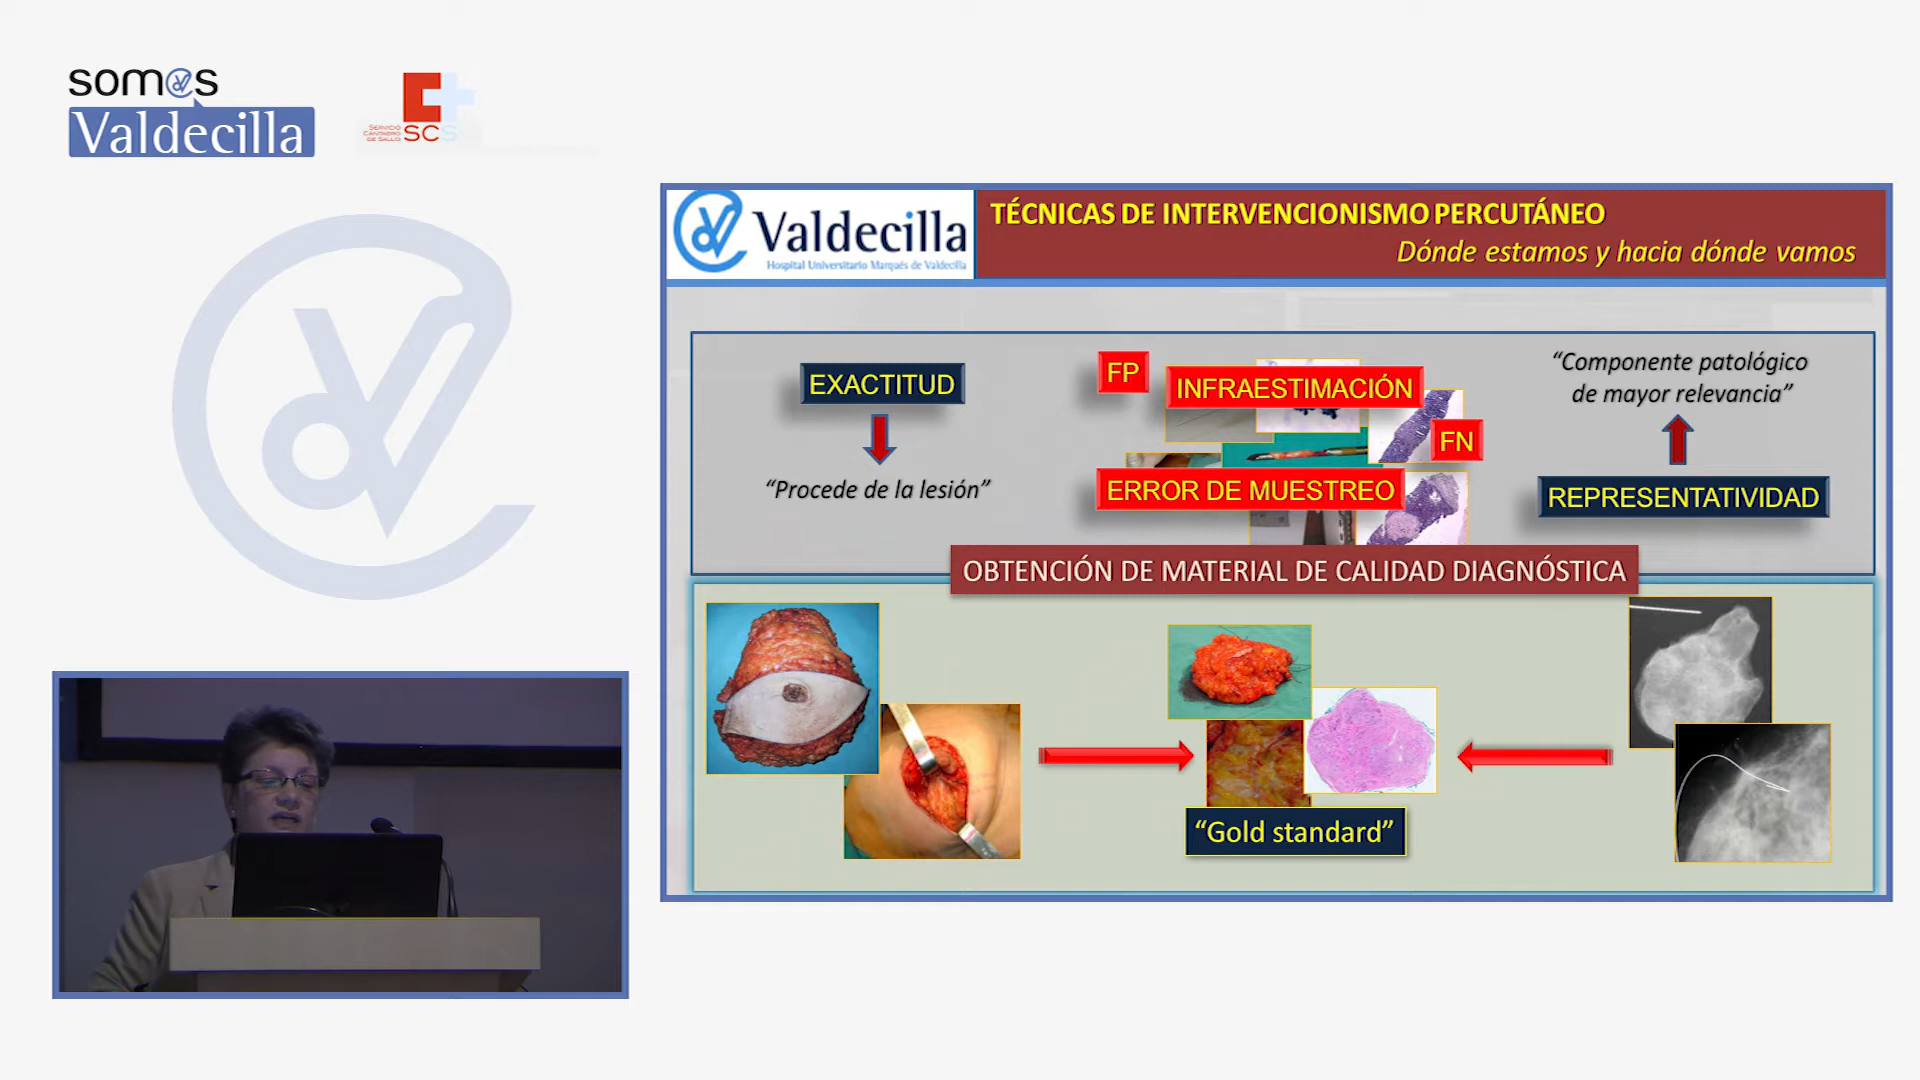 som@s
Valdecilla
SERVICIO
CÁNTABRO
DE SALUD
SCS
Valdecilla
Hospital Universitario Marqués de Valdecilla
TÉCNICAS DE INTERVENCIONISMO PERCUTÁNEO
Dónde estamos y hacia dónde vamos
EXACTITUD
“Procede de la lesión”
FP
INFRAESTIMACIÓN
FN
ERROR DE MUESTREO
“Componente patológico
de mayor relevancia”
REPRESENTATIVIDAD
OBTENCIÓN DE MATERIAL DE CALIDAD DIAGNÓSTICA
“Gold standard”